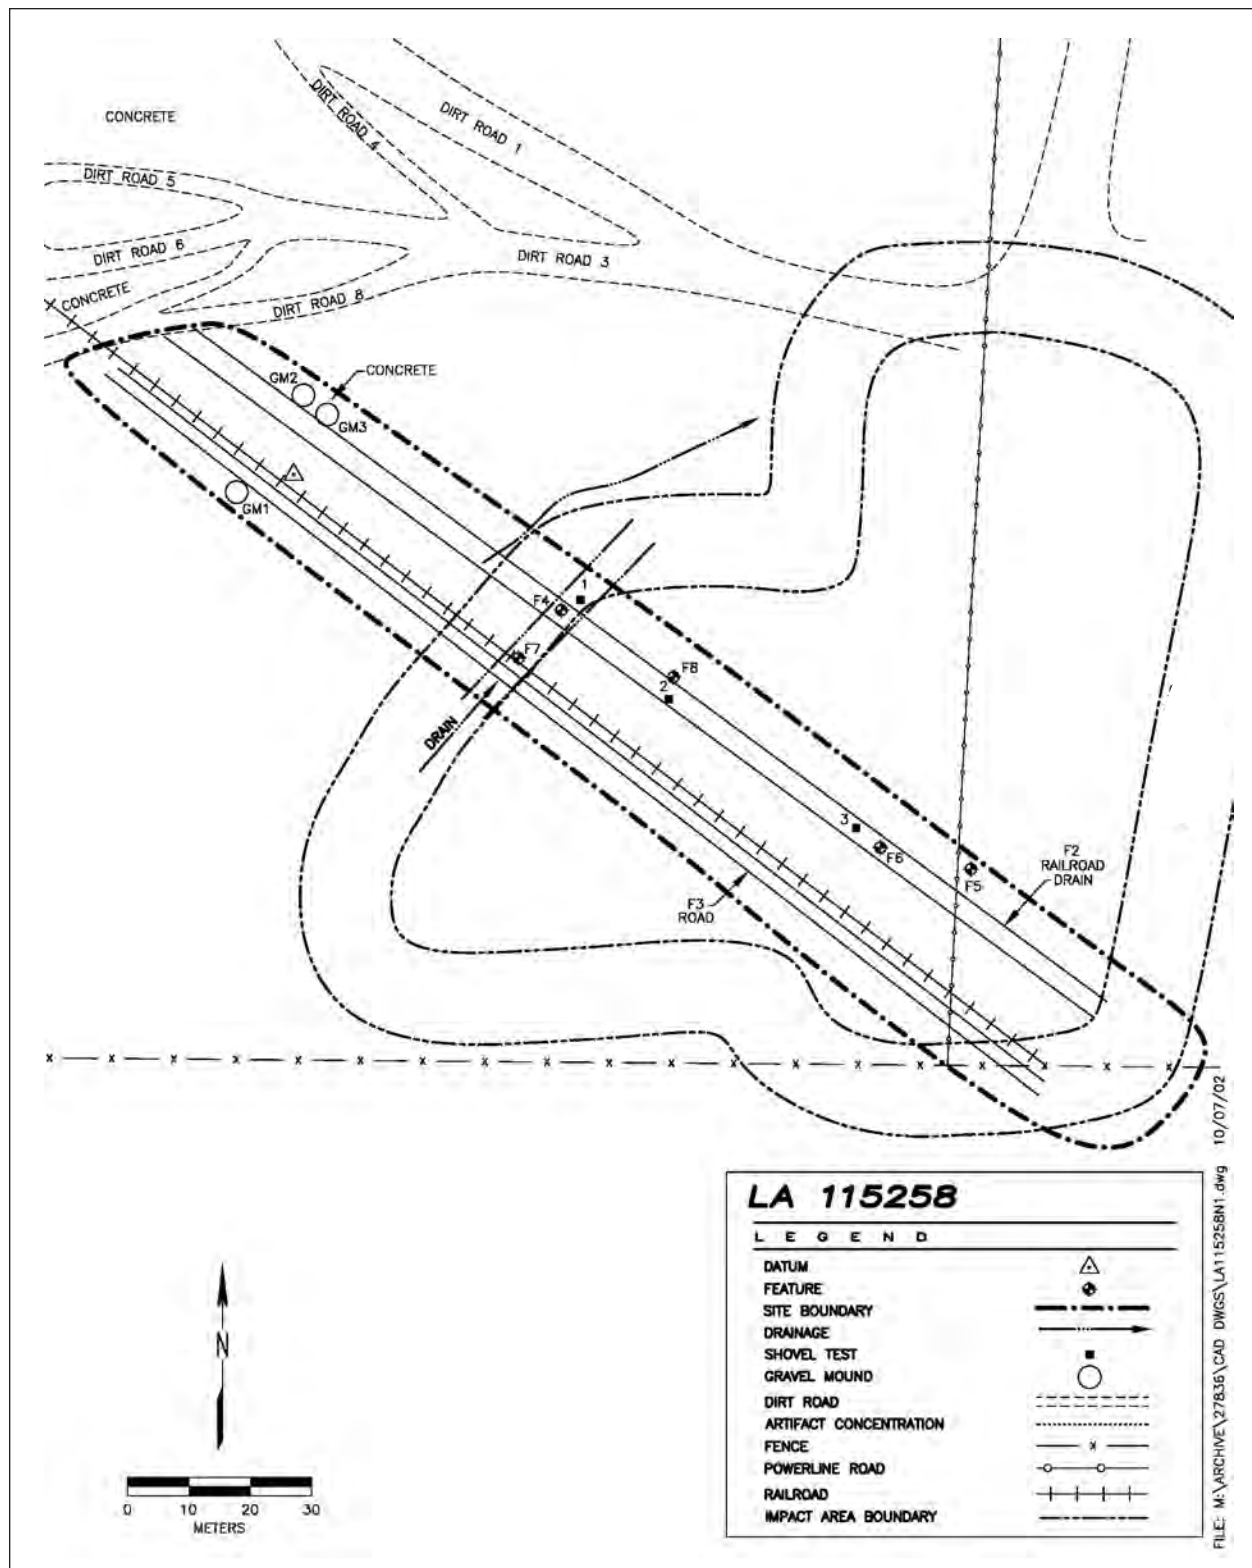 CONCRETE
DIRT ROAD 4
DIRT ROAD 1
DIRT ROAD 5
DIRT ROAD 6
DIRT ROAD 3
CONCRETE
DIRT ROAD 8
GM2
CONCRETE
GM3
GM1
1
F4
F7
F8
2
DRAIN
3
F6
F5
F2
RAILROAD
DRAIN
F3
ROAD
LA 115258
LEGEND
DATUM
FEATURE
SITE BOUNDARY
DRAINAGE
SHOVEL TEST
GRAVEL MOUND
DIRT ROAD
ARTIFACT CONCENTRATION
FENCE
POWERLINE ROAD
RAILROAD
IMPACT AREA BOUNDARY
N
0 10 20 30
METERS
FILE: M:\ARCHIVE\27836\CAD DWGS\LA115258N1.dwg 10/07/02